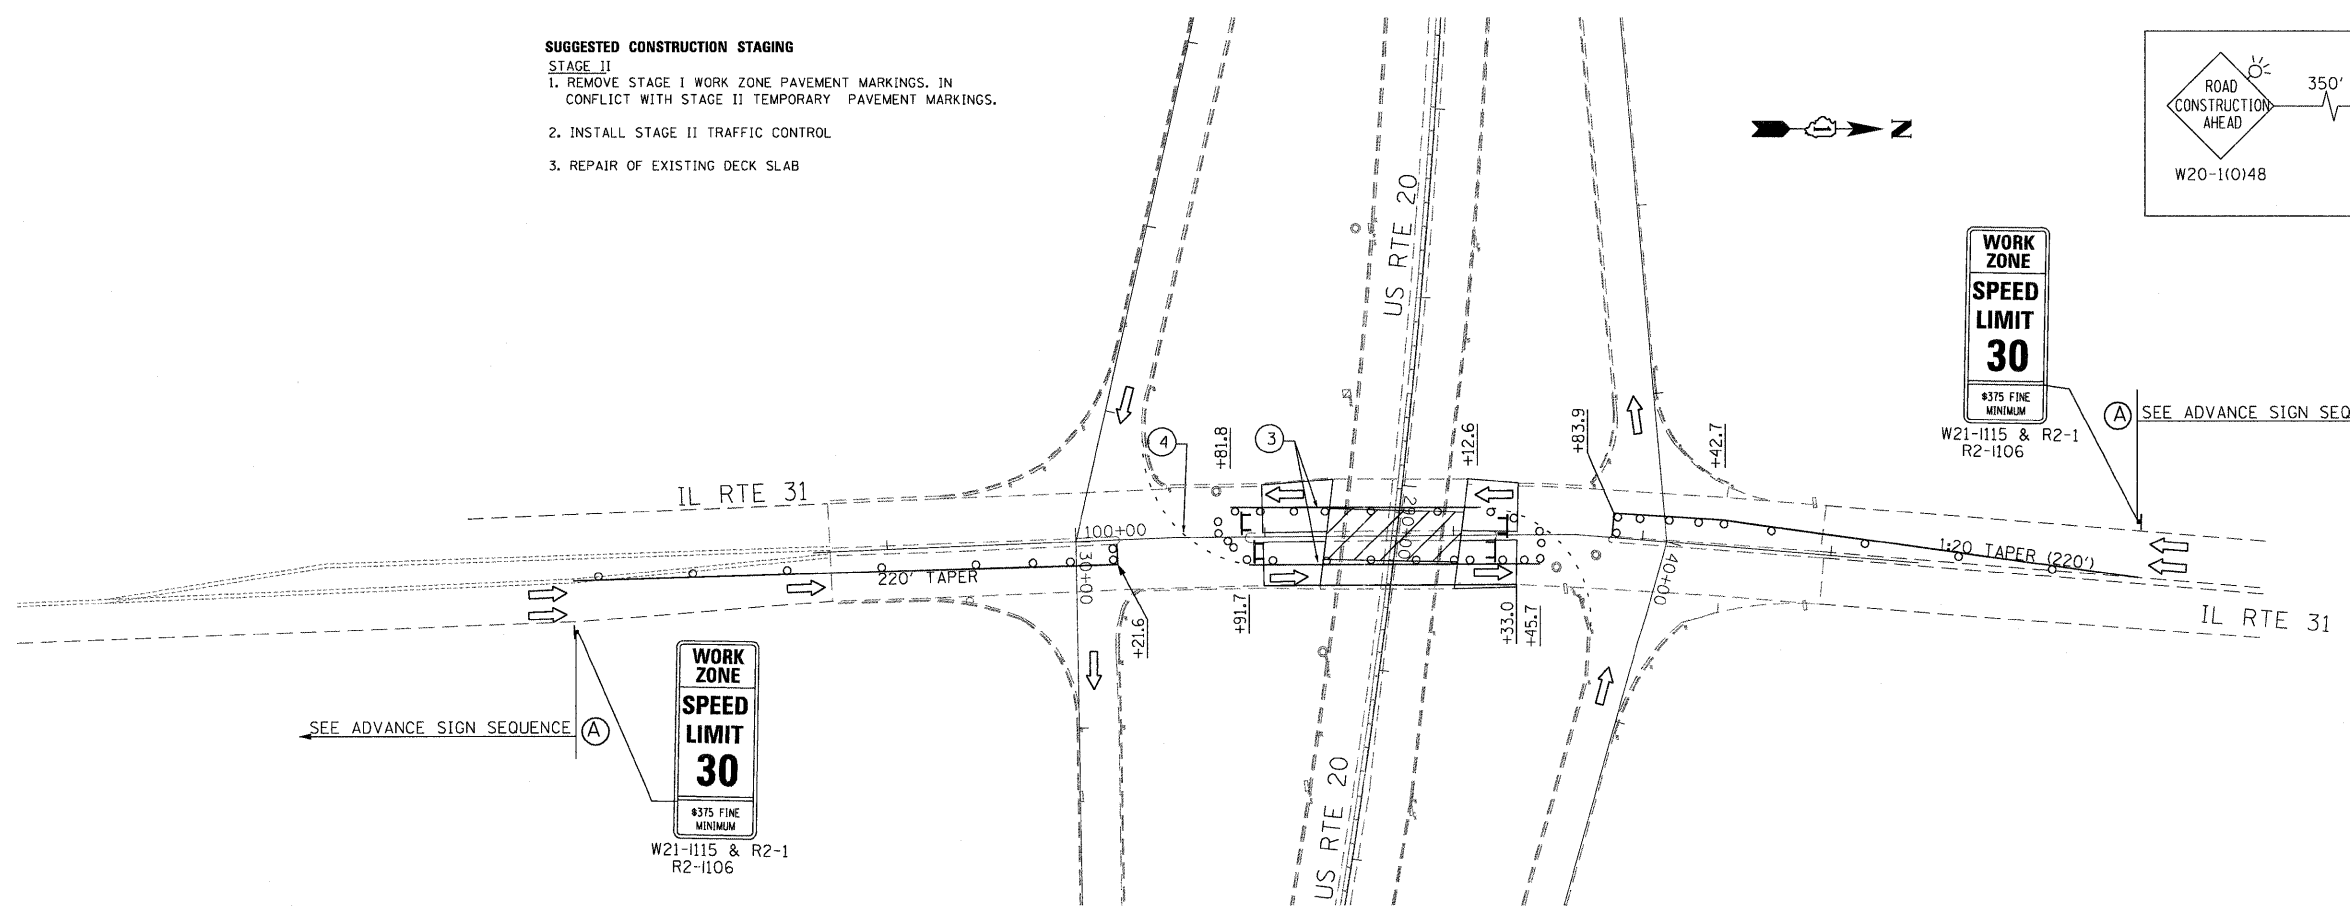 SUGGESTED CONSTRUCTION STAGING
STAGE II
1. REMOVE STAGE I WORK ZONE PAVEMENT MARKINGS. IN
CONFLICT WITH STAGE II TEMPORARY PAVEMENT MARKINGS.
2. INSTALL STAGE II TRAFFIC CONTROL
3. REPAIR OF EXISTING DECK SLAB
N
ROAD
CONSTRUCTION
AHEAD
350'
W20-1(O)48
WORK
ZONE
SPEED
LIMIT
30
$375 FINE
MINIMUM
W21-I115 & R2-1
R2-I106
A
SEE ADVANCE SIGN SEQ
US RTE 20
4
3
+81.8
+12.6
+83.9
+42.7
IL RTE 31
100+00
30+00
40+00
220' TAPER
1:20 TAPER (220')
+21.6
+91.7
+33.0
+45.7
IL RTE 31
SEE ADVANCE SIGN SEQUENCE
A
WORK
ZONE
SPEED
LIMIT
30
$375 FINE
MINIMUM
W21-I115 & R2-1
R2-I106
US RTE 20